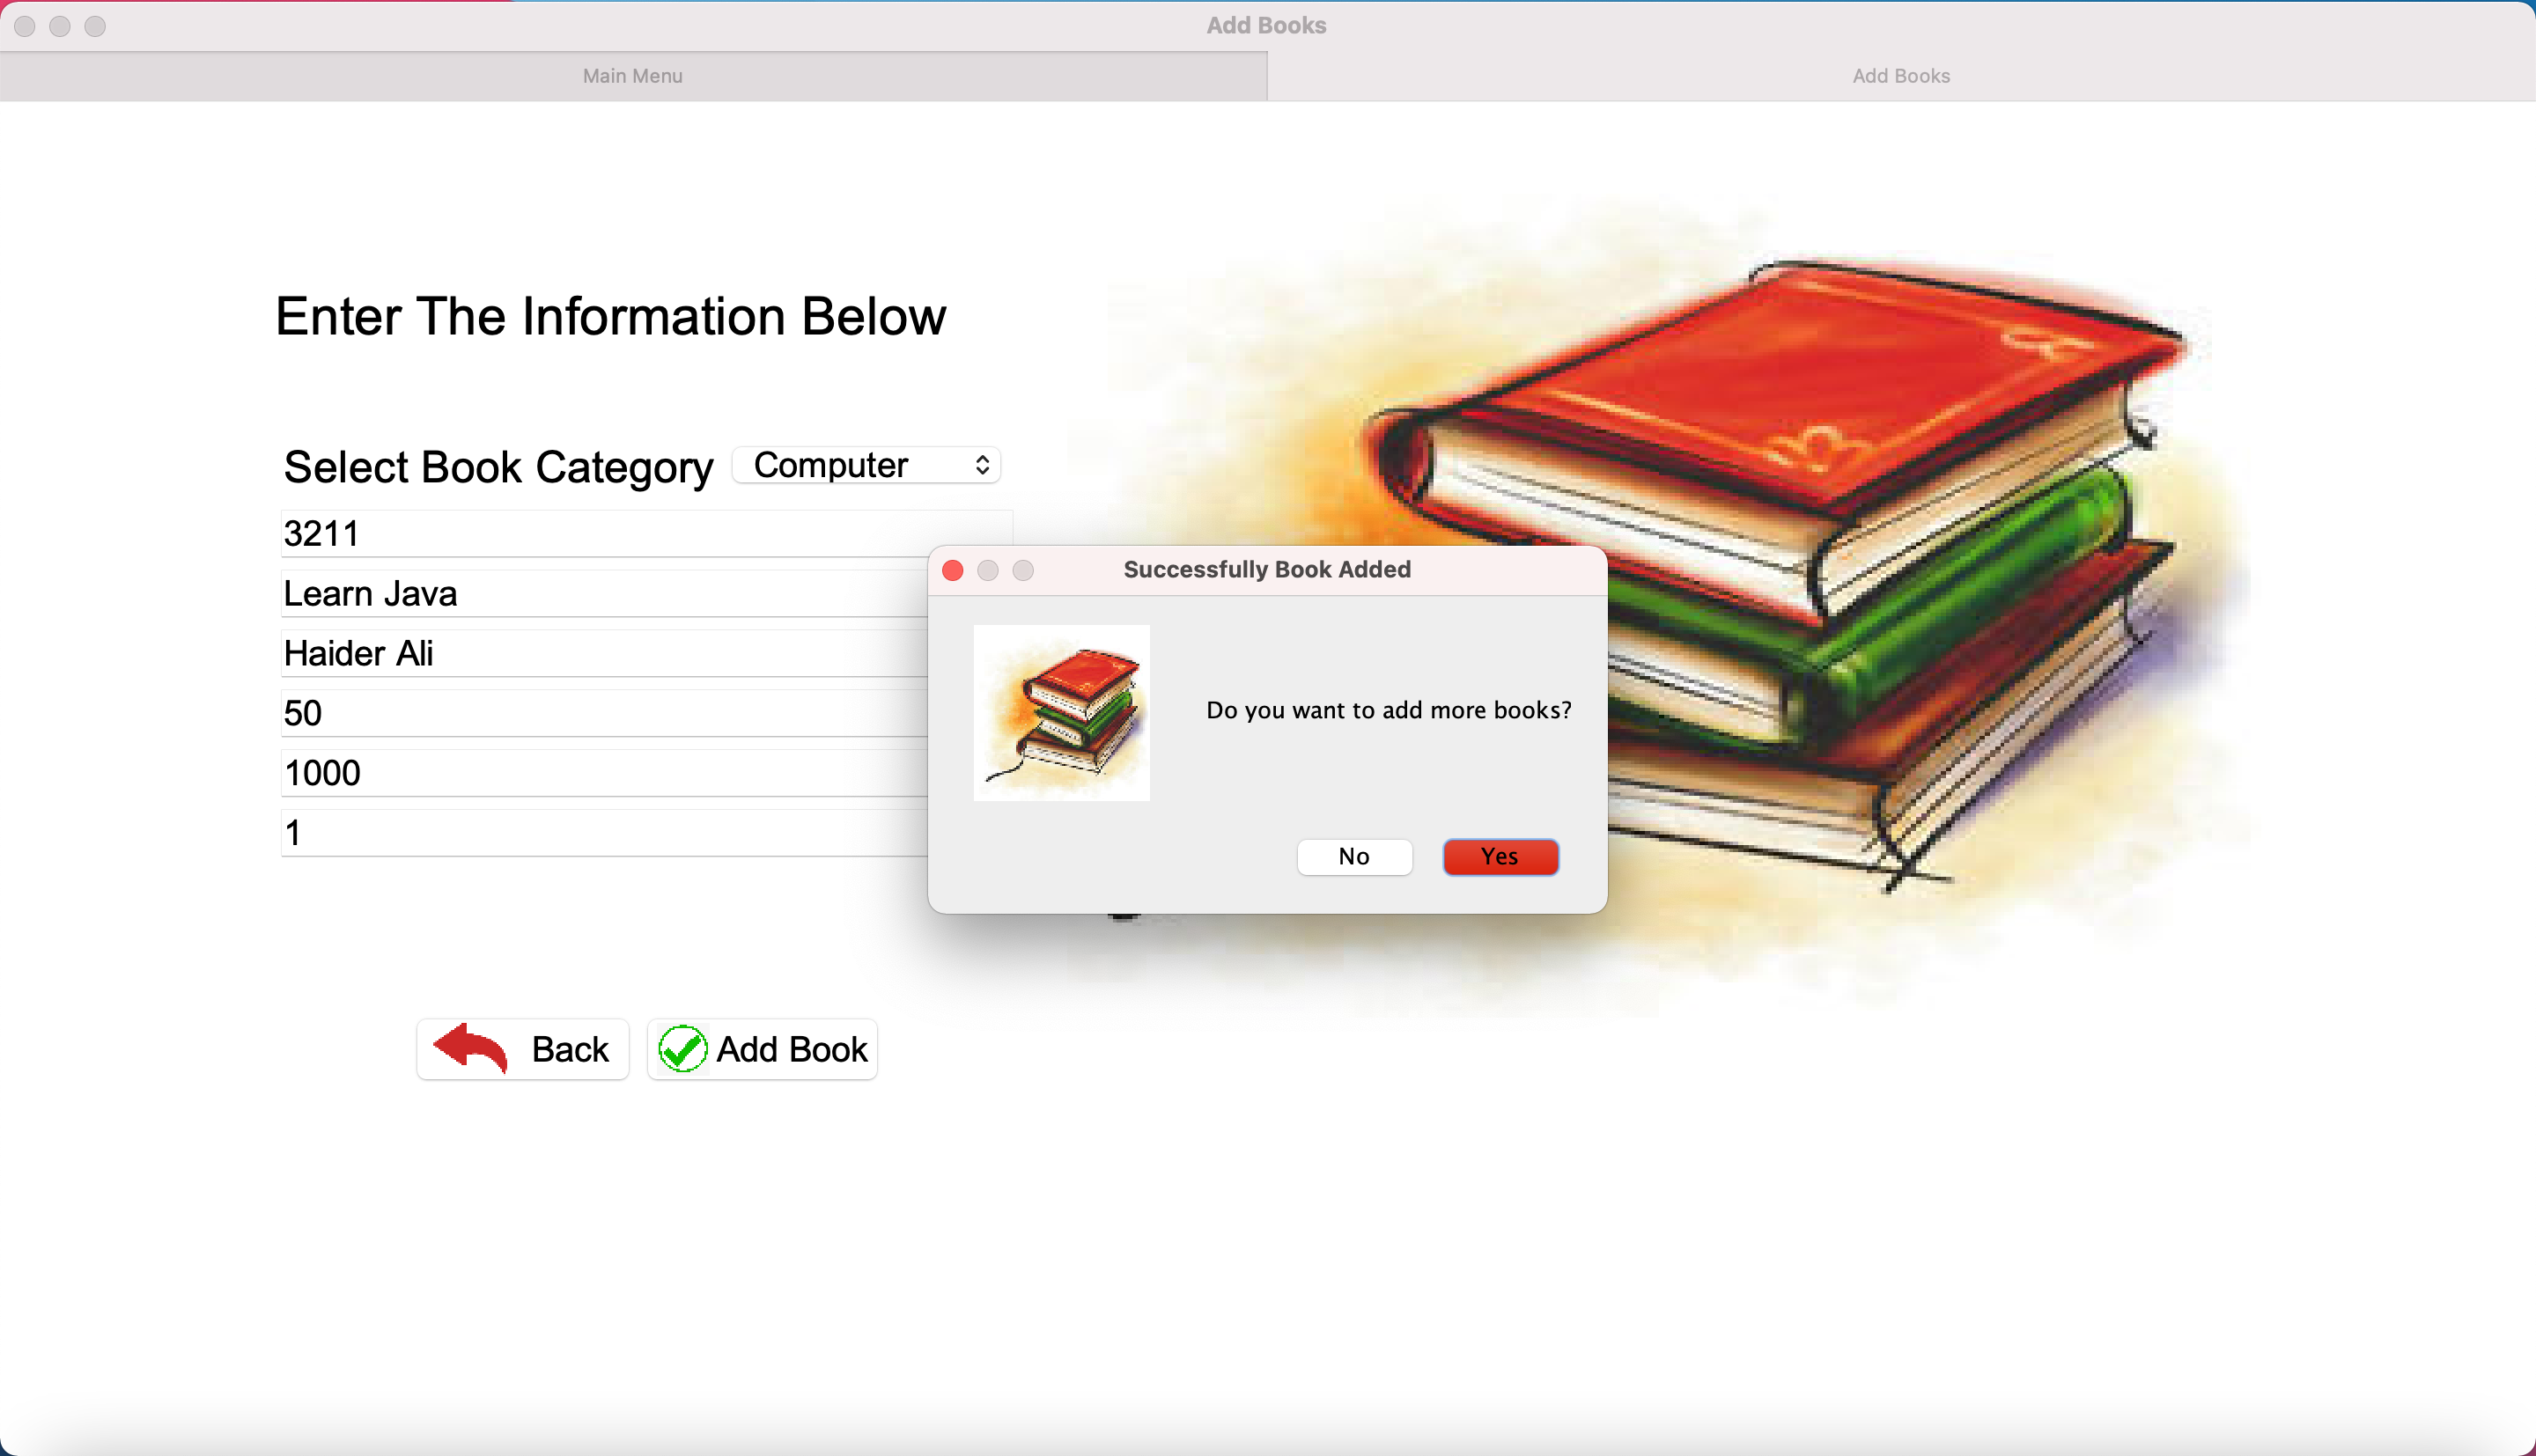 Add Books
Main Menu
Add Books
Enter The Information Below
Select Book Category
Computer
3211
Learn Java
Haider Ali
50
1000
1
Successfully Book Added
Do you want to add more books?
No
Yes
Back
Add Book